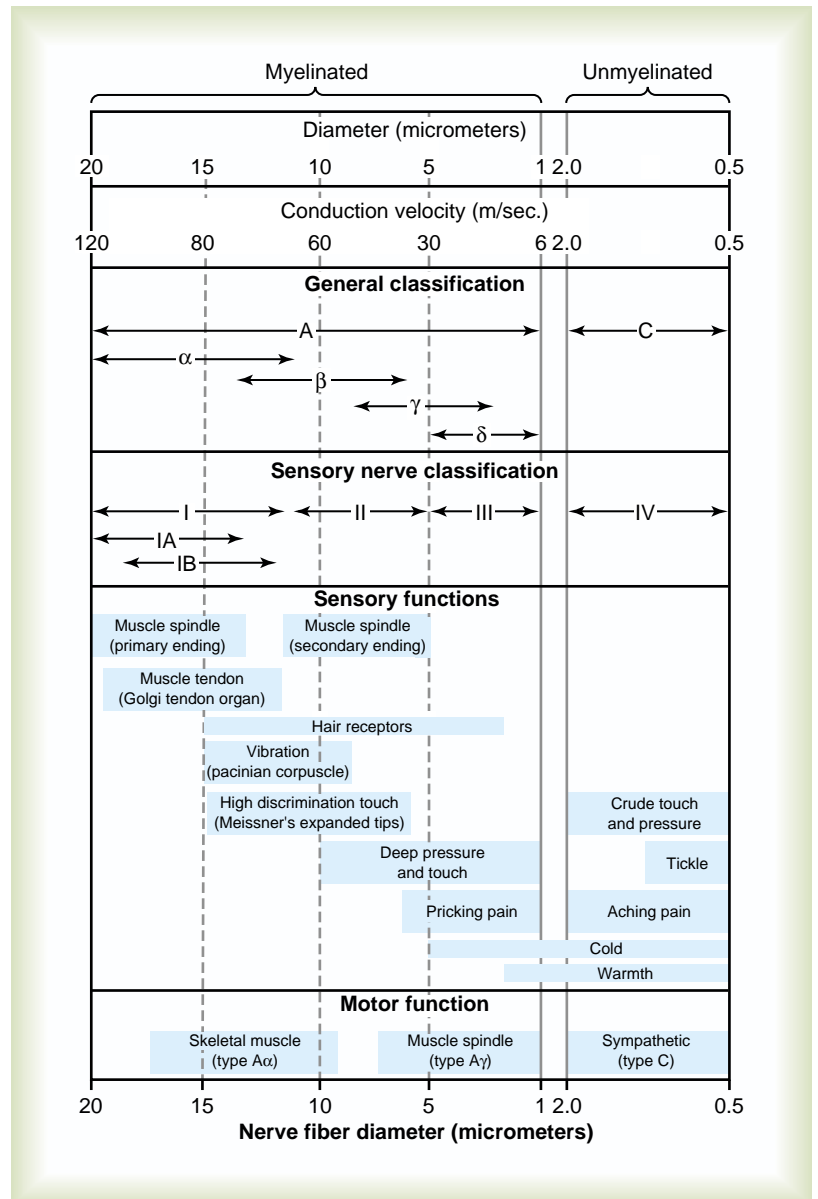 Myelinated Unmyelinated
Diameter (micrometers)
20 15 10 5 1 2.0 0.5
Conduction velocity (m/sec.)
120 80 60 30 6 2.0 0.5
General classification
A C
α
β
γ
δ
Sensory nerve classification
I II III IV
IA
IB
Sensory functions
Muscle spindle
(primary ending)
Muscle spindle
(secondary ending)
Muscle tendon
(Golgi tendon organ)
Hair receptors
Vibration
(pacinian corpuscle)
High discrimination touch
(Meissner's expanded tips)
Crude touch
and pressure
Deep pressure
and touch
Tickle
Pricking pain
Aching pain
Cold
Warmth
Motor function
Skeletal muscle
(type Aα)
Muscle spindle
(type Aγ)
Sympathetic
(type C)
20 15 10 5 1 2.0 0.5
Nerve fiber diameter (micrometers)